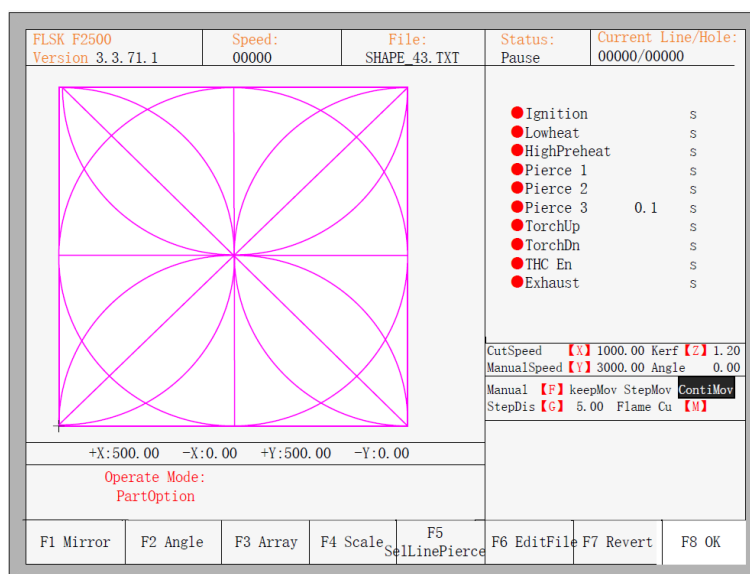 FLSK F2500 Speed: File: Status: Current Line/Hole:
Version 3.3.71.1 00000 SHAPE_43.TXT Pause 00000/00000
Ignition s
Lowheat s
HighPreheat s
Pierce 1 s
Pierce 2 s
Pierce 3 0.1 s
TorchUp s
TorchDn s
THC En s
Exhaust s
CutSpeed 【X】 1000.00 Kerf 【Z】 1.20
ManualSpeed 【Y】 3000.00 Angle 0.00
Manual 【F】 keepMov StepMov ContiMov
StepDis 【G】 5.00 Flame Cu 【M】
+X:500.00 -X:0.00 +Y:500.00 -Y:0.00
Operate Mode:
PartOption
F1 Mirror F2 Angle F3 Array F4 Scale F5 SelLinePierce F6 EditFile F7 Revert F8 OK